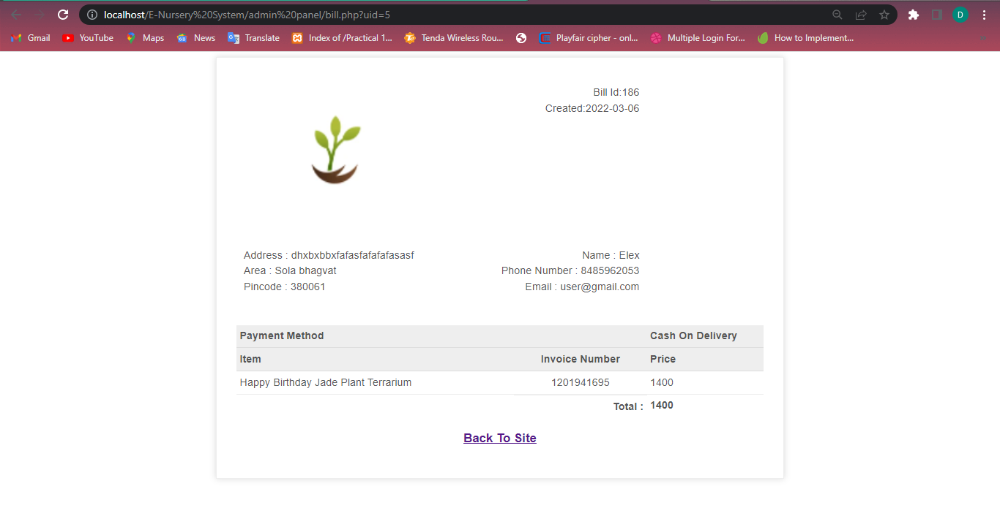 localhost/E-Nursery%20System/admin%20panel/bill.php?uid=5
D
Gmail YouTube Maps News Translate Index of /Practical 1... Tenda Wireless Rou... Playfair cipher - onl... Multiple Login For... How to Implement...
Bill Id:186
Created:2022-03-06
Address : dhxbxbbxfafasfafafafasasf Name : Elex
Area : Sola bhagvat Phone Number : 8485962053
Pincode : 380061 Email : user@gmail.com
Payment Method Cash On Delivery
Item Invoice Number Price
Happy Birthday Jade Plant Terrarium 1201941695 1400
Total : 1400
Back To Site